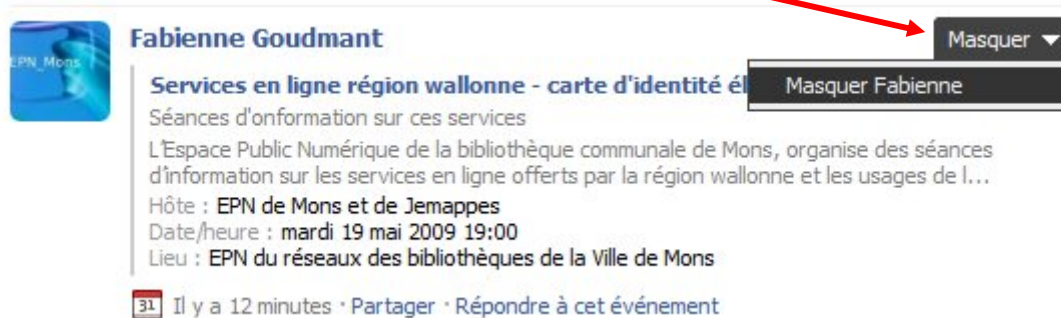 Fabienne Goudmant
Masquer
EPN_Mons
Services en ligne région wallonne - carte d'identité él
Masquer Fabienne
Séances d'onformation sur ces services
L'Espace Public Numérique de la bibliothèque communale de Mons, organise des séances
d'information sur les services en ligne offerts par la région wallonne et les usages de l...
Hôte : EPN de Mons et de Jemappes
Date/heure : mardi 19 mai 2009 19:00
Lieu : EPN du réseaux des bibliothèques de la Ville de Mons
31 Il y a 12 minutes · Partager · Répondre à cet événement